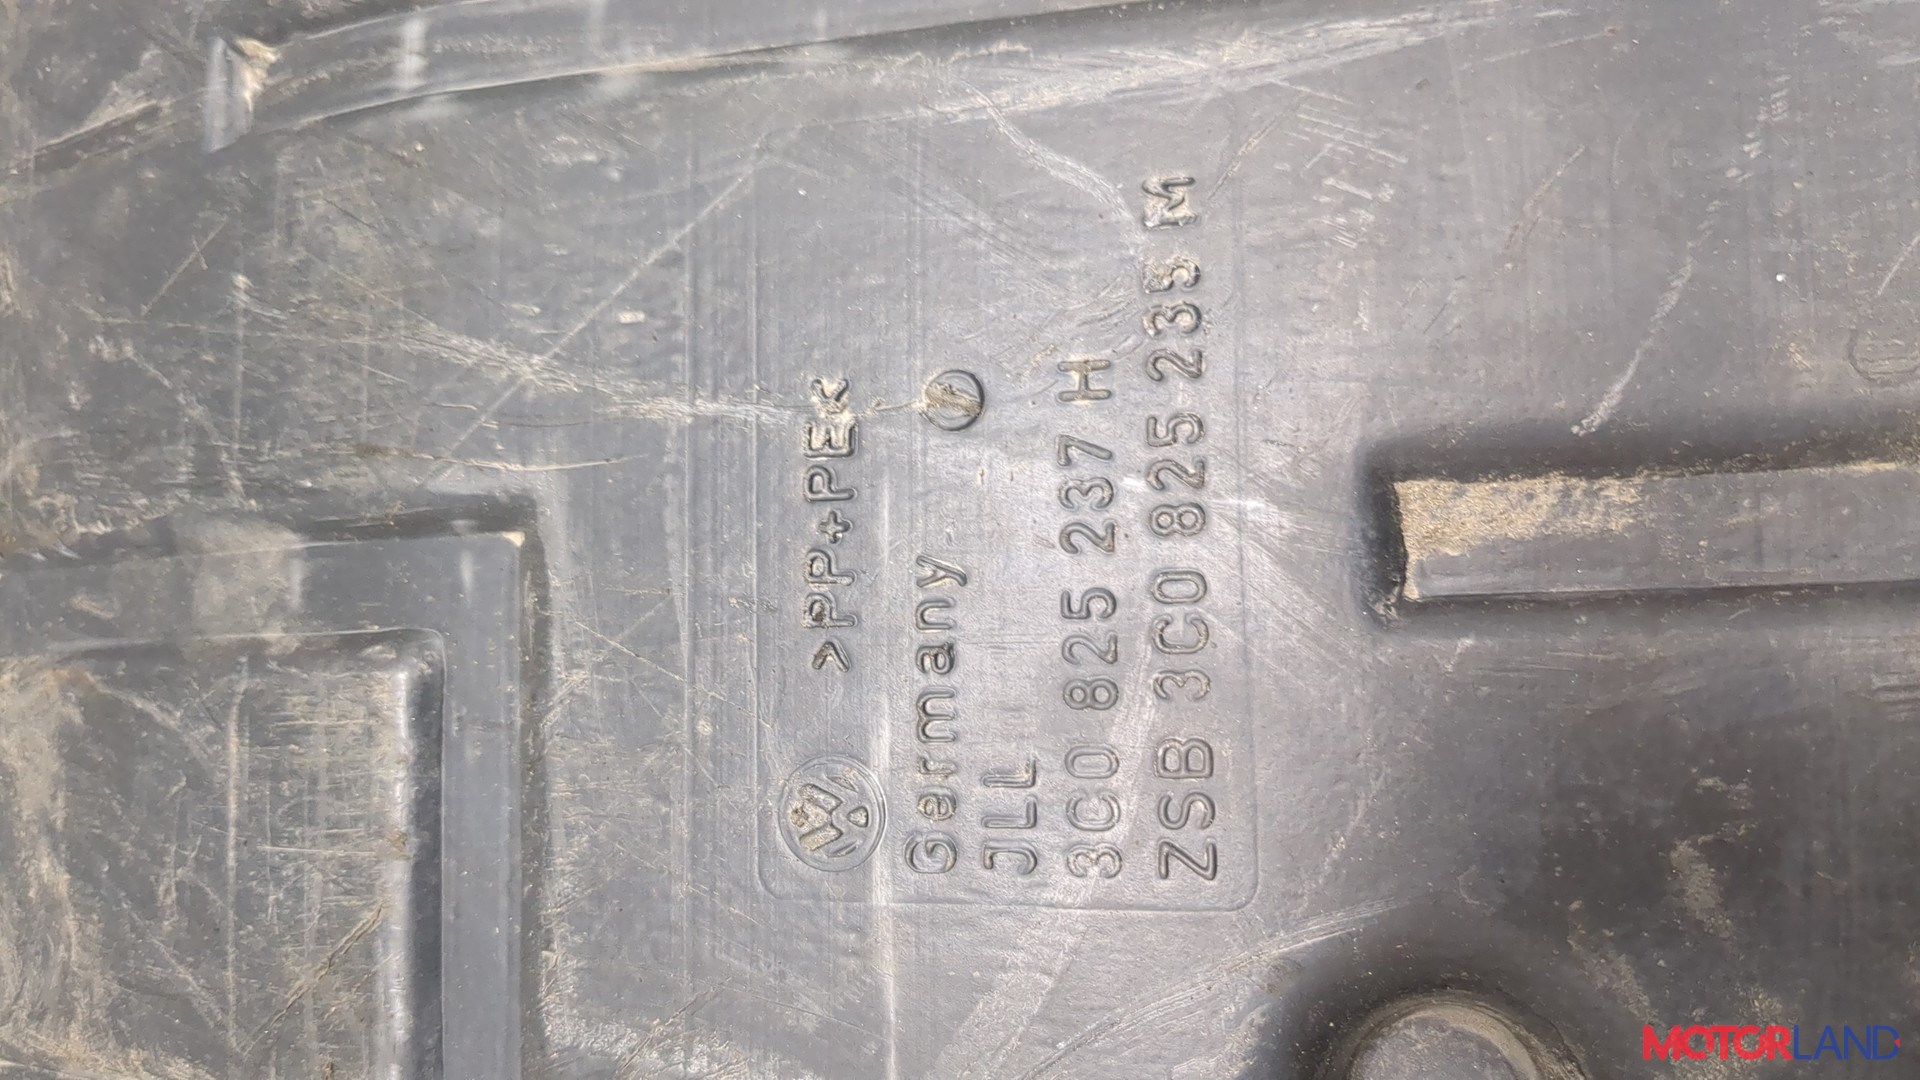 >PP+PE<
Germany
JLL
3C0 825 237 H
ZSB 3C0 825 235 M
MOTORLAND